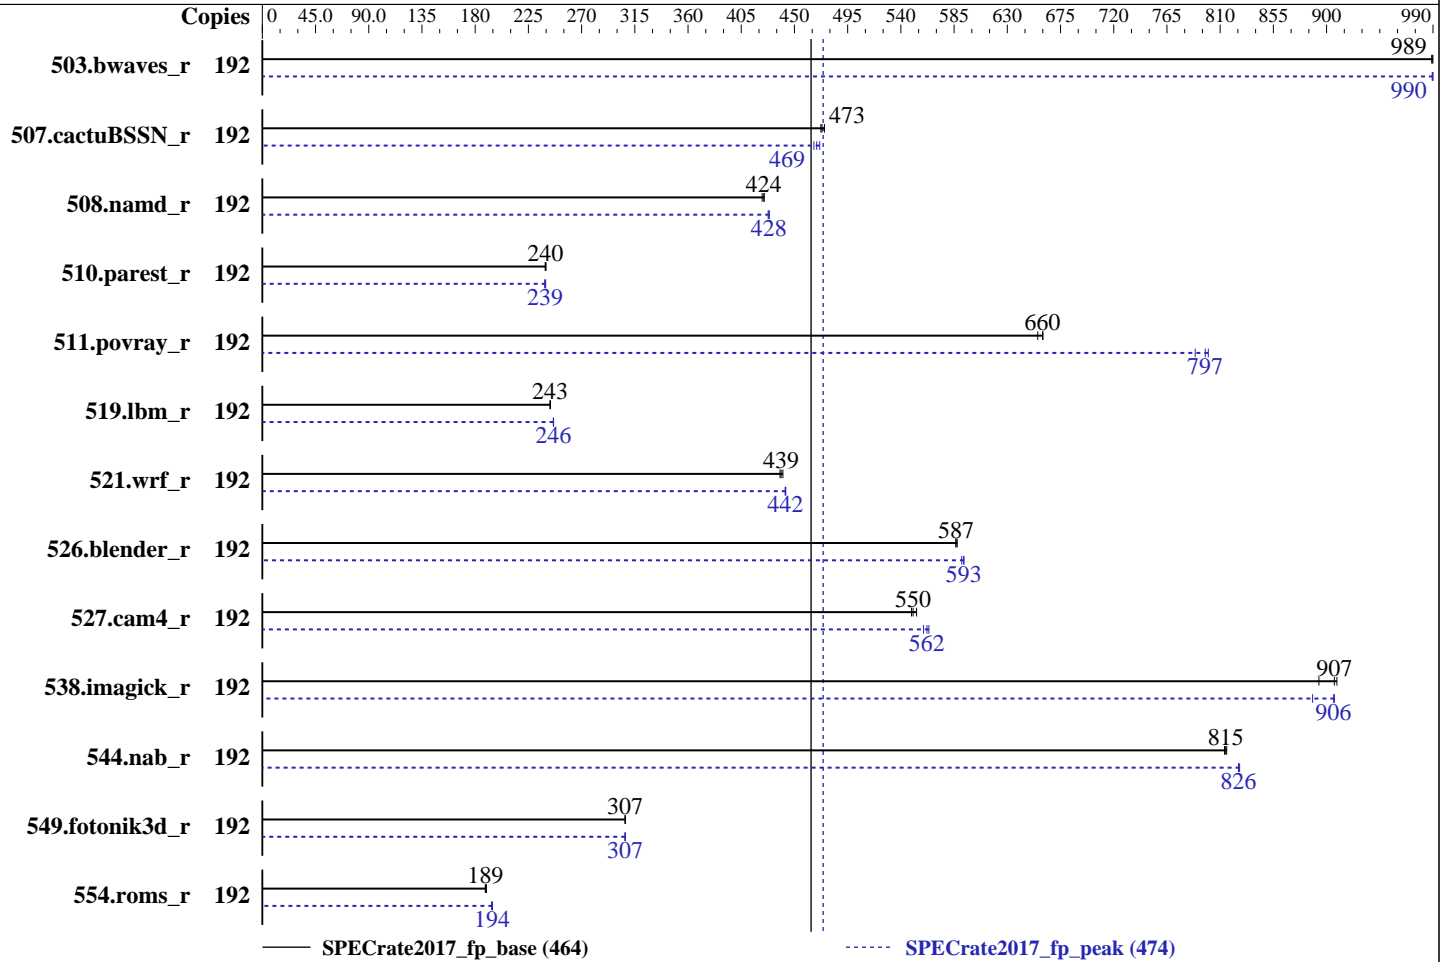 Copies 0 45.0 90.0 135 180 225 270 315 360 405 450 495 540 585 630 675 720 765 810 855 900 990
989
503.bwaves_r 192
990
473
507.cactuBSSN_r 192
469
424
508.namd_r 192
428
240
510.parest_r 192
239
660
511.povray_r 192
797
243
519.lbm_r 192
246
439
521.wrf_r 192
442
587
526.blender_r 192
593
550
527.cam4_r 192
562
907
538.imagick_r 192
906
815
544.nab_r 192
826
307
549.fotonik3d_r 192
307
189
554.roms_r 192
194
SPECrate2017_fp_base (464) SPECrate2017_fp_peak (474)